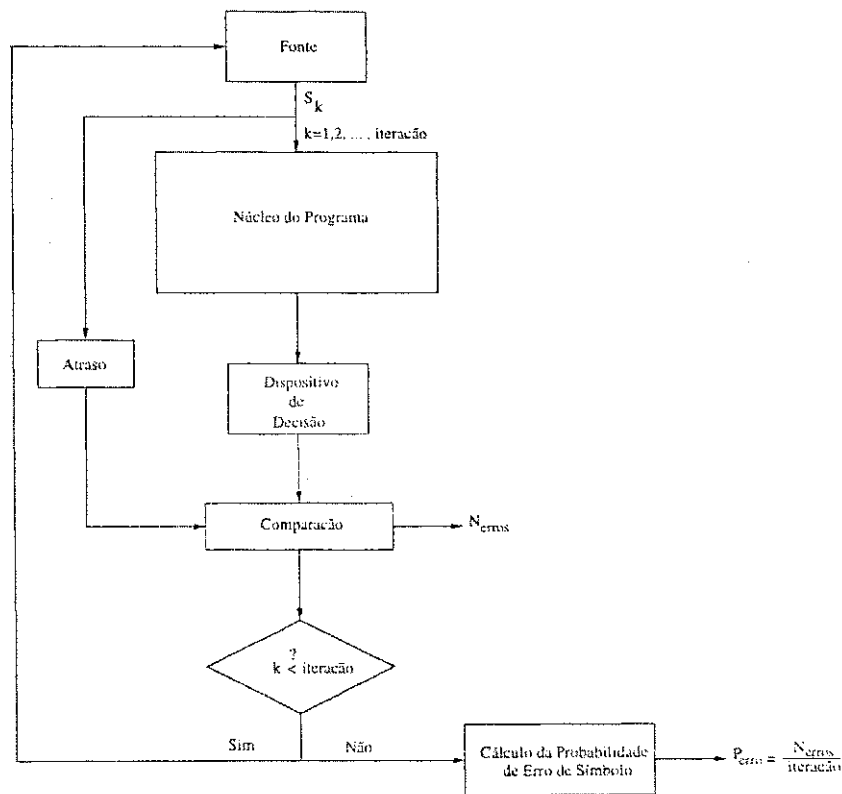 Fonte
S_k
k=1,2, ... , iteração
Núcleo do Programa
Atraso
Dispositivo
de
Decisão
Comparação
N_erros
?
k < iteração
Sim
Não
Cálculo da Probabilidade
de Erro de Símbolo
P_erro = N_erros / iteração